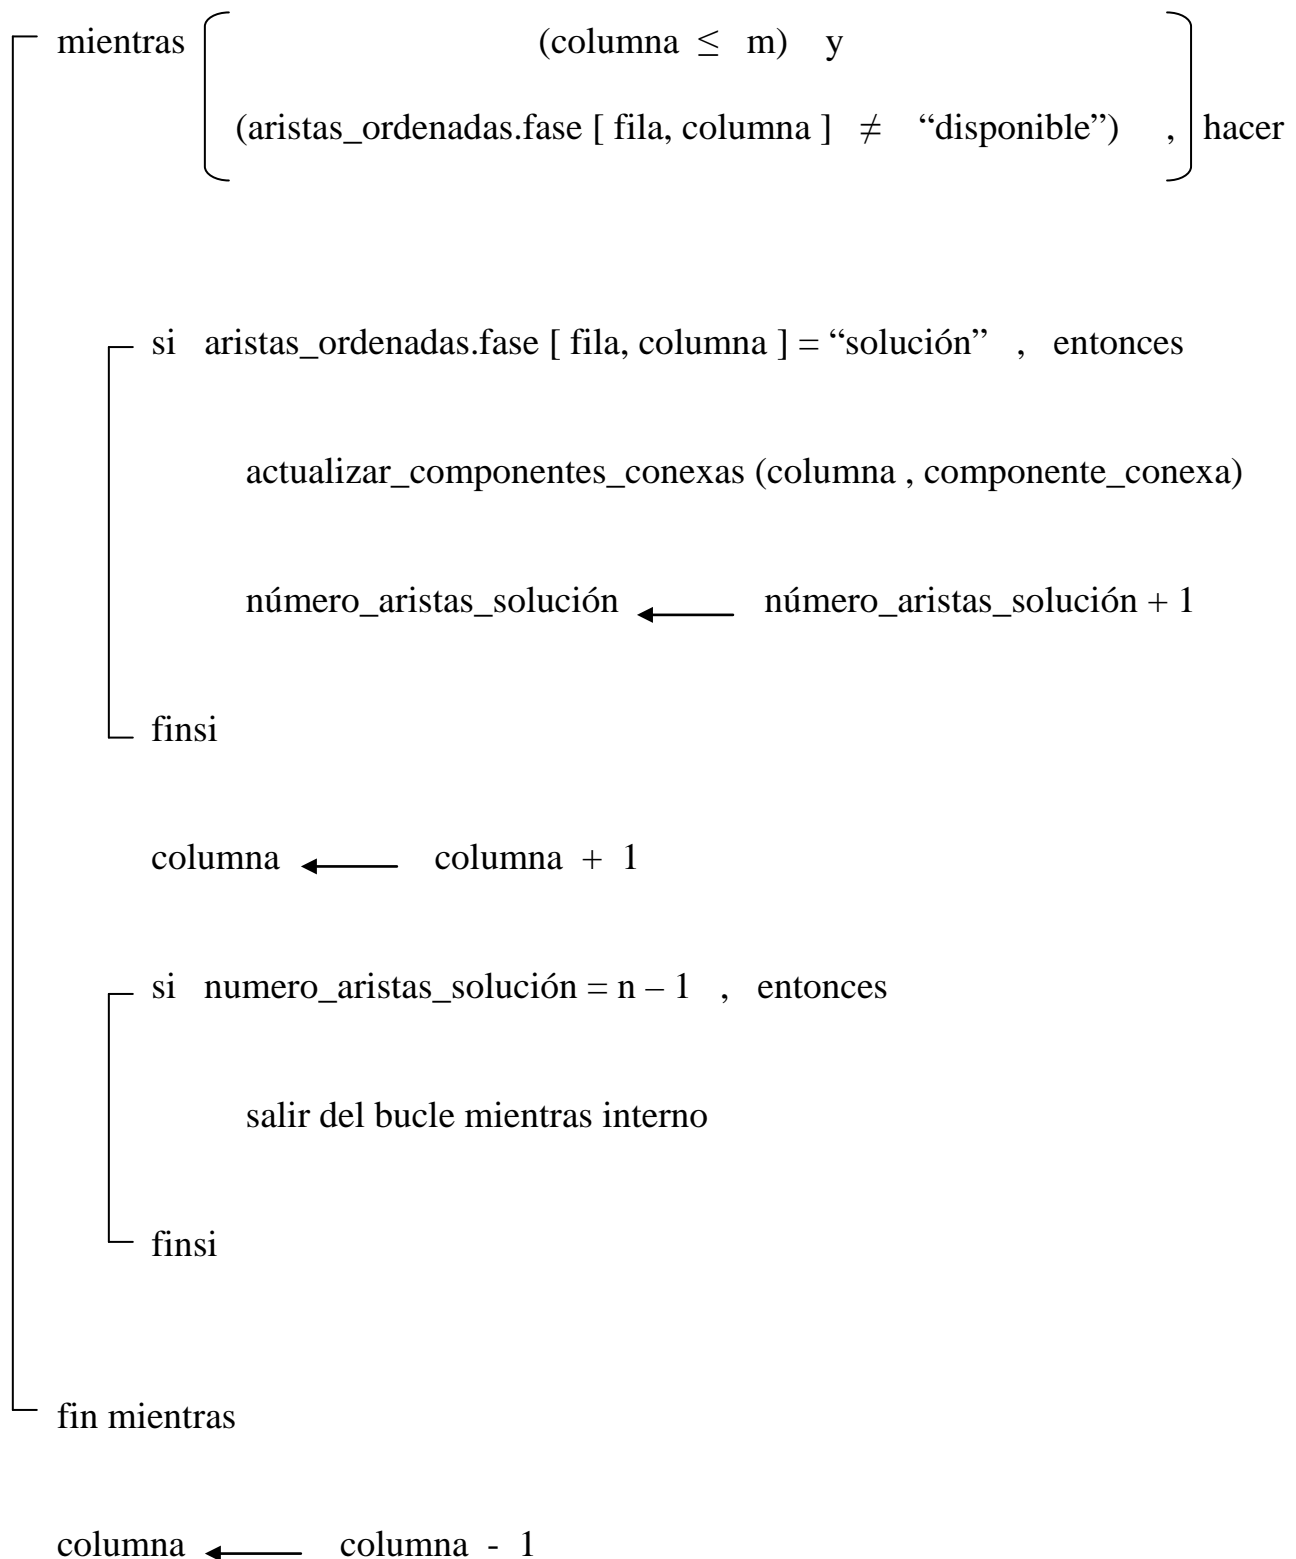 mientras (columna ≤ m) y
(aristas_ordenadas.fase [ fila, columna ] ≠ “disponible”) , hacer
si aristas_ordenadas.fase [ fila, columna ] = “solución” , entonces
actualizar_componentes_conexas (columna , componente_conexa)
número_aristas_solución ← número_aristas_solución + 1
finsi
columna ← columna + 1
si numero_aristas_solución = n – 1 , entonces
salir del bucle mientras interno
finsi
fin mientras
columna ← columna - 1